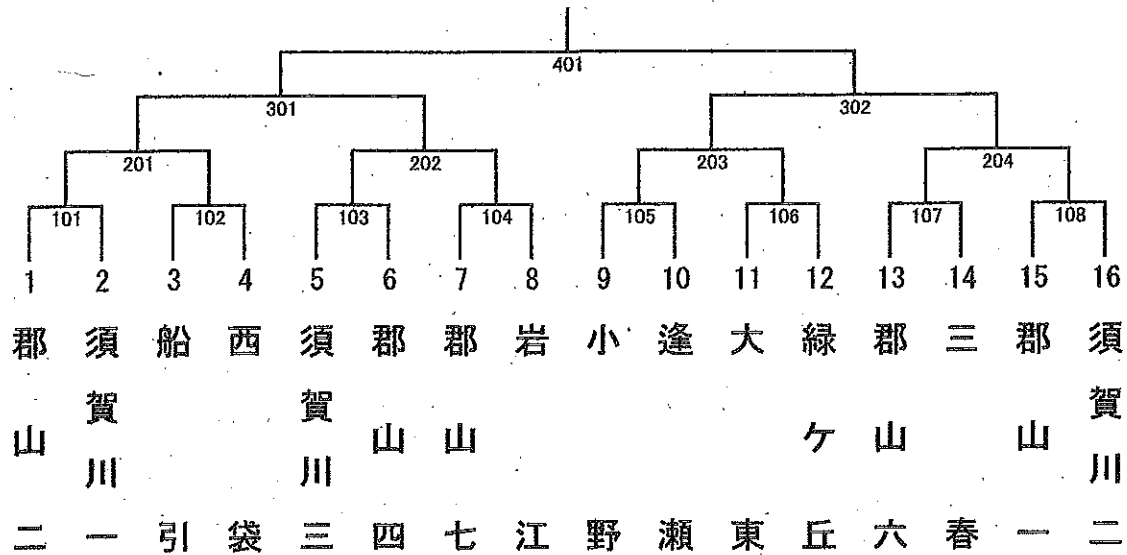 401
301 302
201 202 203 204
101 102 103 104 105 106 107 108
1 2 3 4 5 6 7 8 9 10 11 12 13 14 15 16
郡山二
須賀川一
船引
西袋
須賀川三
郡山四
郡山七
岩江
小野
逢瀬
大東
緑ケ丘
郡山六
三春
郡山一
須賀川二